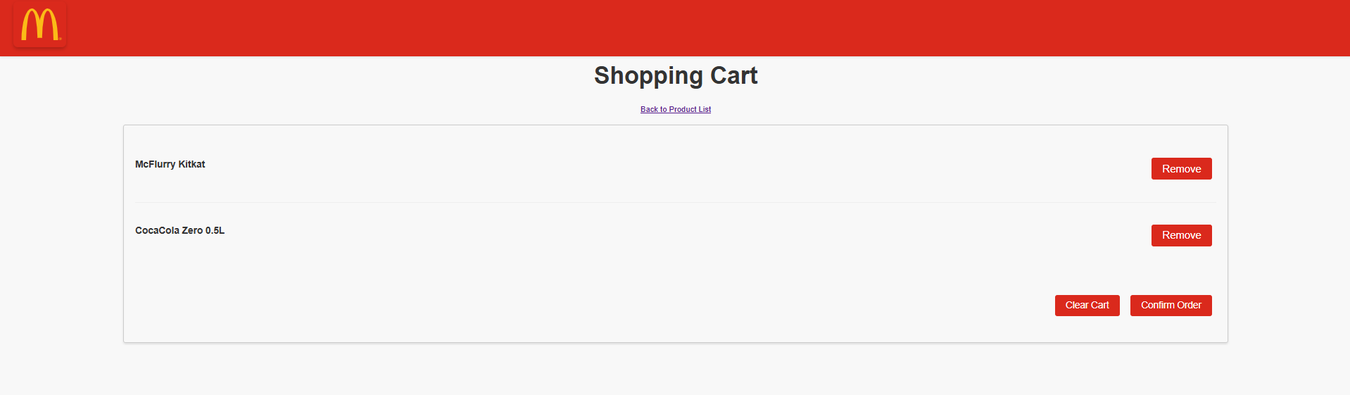 Shopping Cart
Back to Product List
McFlurry Kitkat
Remove
CocaCola Zero 0.5L
Remove
Clear Cart
Confirm Order